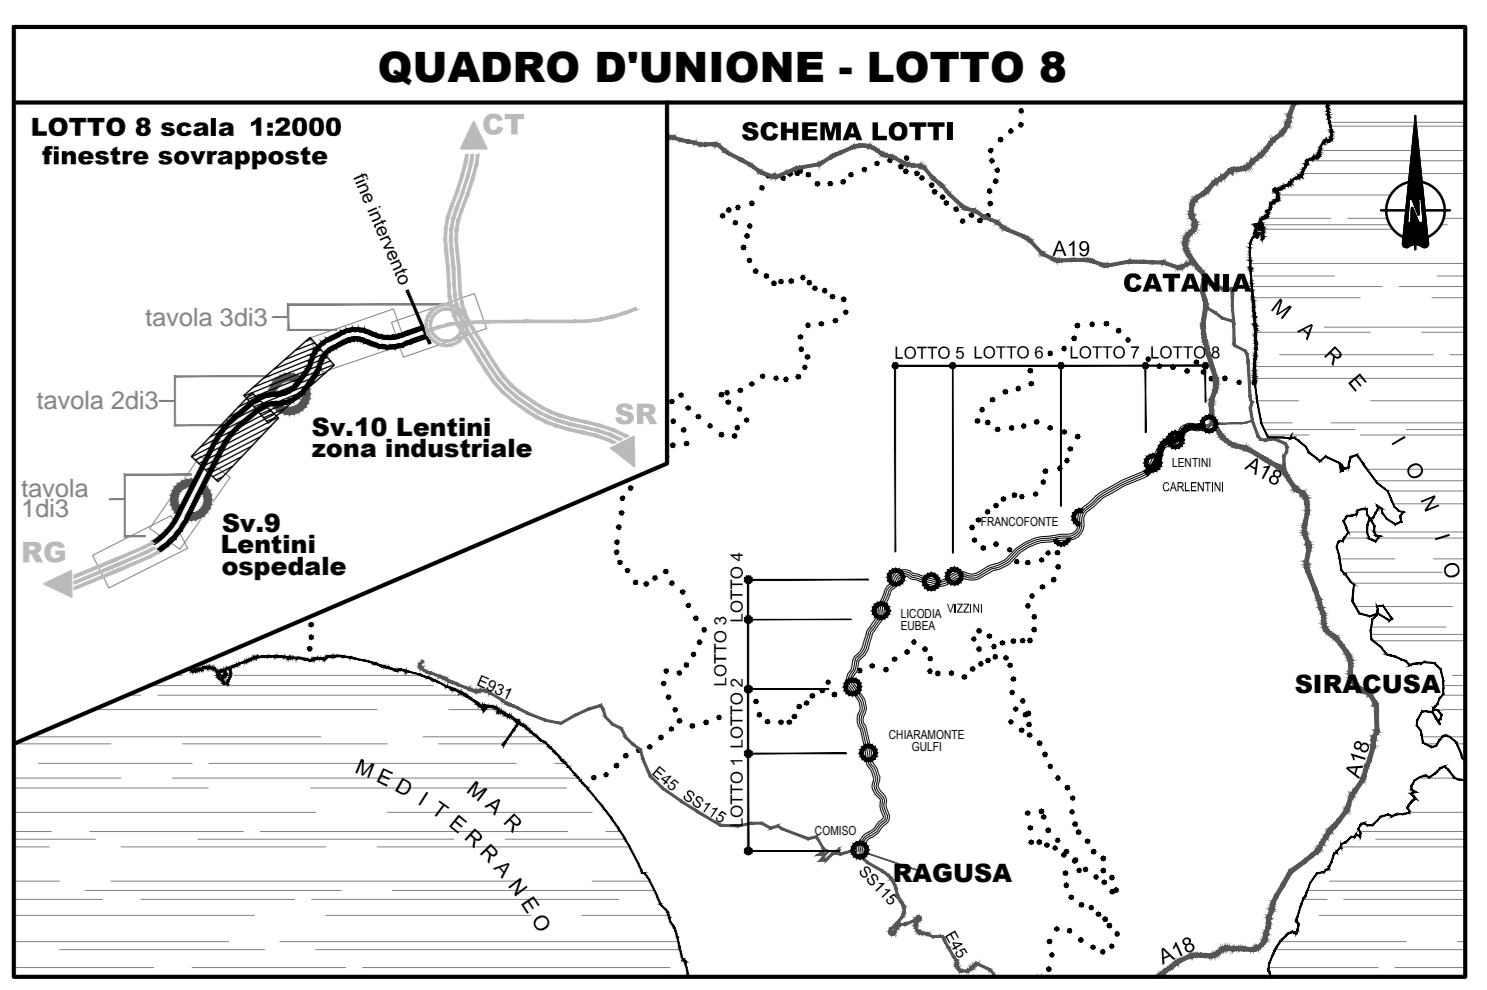 QUADRO D'UNIONE - LOTTO 8
LOTTO 8 scala 1:2000
finestre sovrapposte
CT
fine intervento
tavola 3di3
tavola 2di3
SR
Sv.10 Lentini
zona industriale
tavola
1di3
Sv.9
Lentini
ospedale
RG
SCHEMA LOTTI
N
A19
CATANIA
MARE IONIO
LOTTO 5
LOTTO 6
LOTTO 7
LOTTO 8
A18
LENTINI
CARLENTINI
FRANCOFONTE
LOTTO 4
LOTTO 3
LOTTO 2
LOTTO 1
LICODIA
EUBEA
VIZZINI
SIRACUSA
E931
CHIARAMONTE
GULFI
A18
E45 SS115
MAR
MEDITERRANEO
COMISO
RAGUSA
SS115
E45
A18